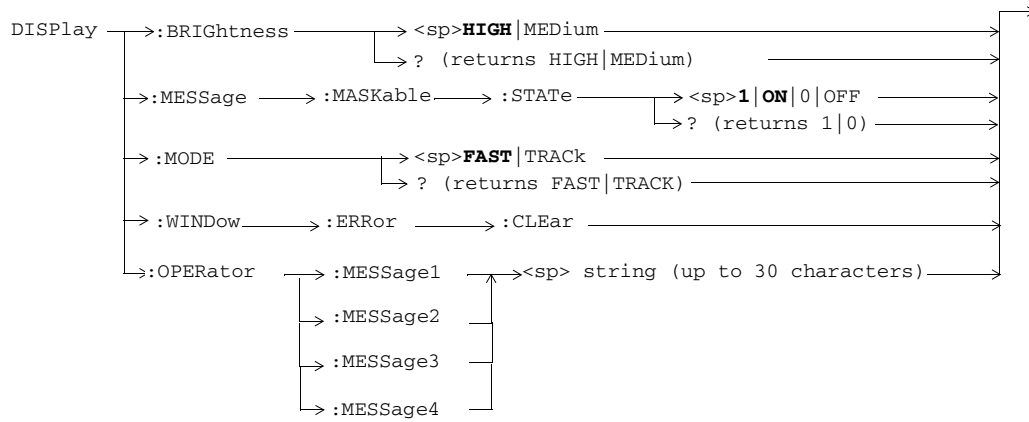 DISPlay :BRIGhtness <sp>HIGH|MEDium
? (returns HIGH|MEDium)
:MESSage :MASKable :STATe <sp>1|ON|0|OFF
? (returns 1|0)
:MODE <sp>FAST|TRACk
? (returns FAST|TRACK)
:WINDow :ERRor :CLEar
:OPERator :MESSage1 <sp> string (up to 30 characters)
:MESSage2
:MESSage3
:MESSage4